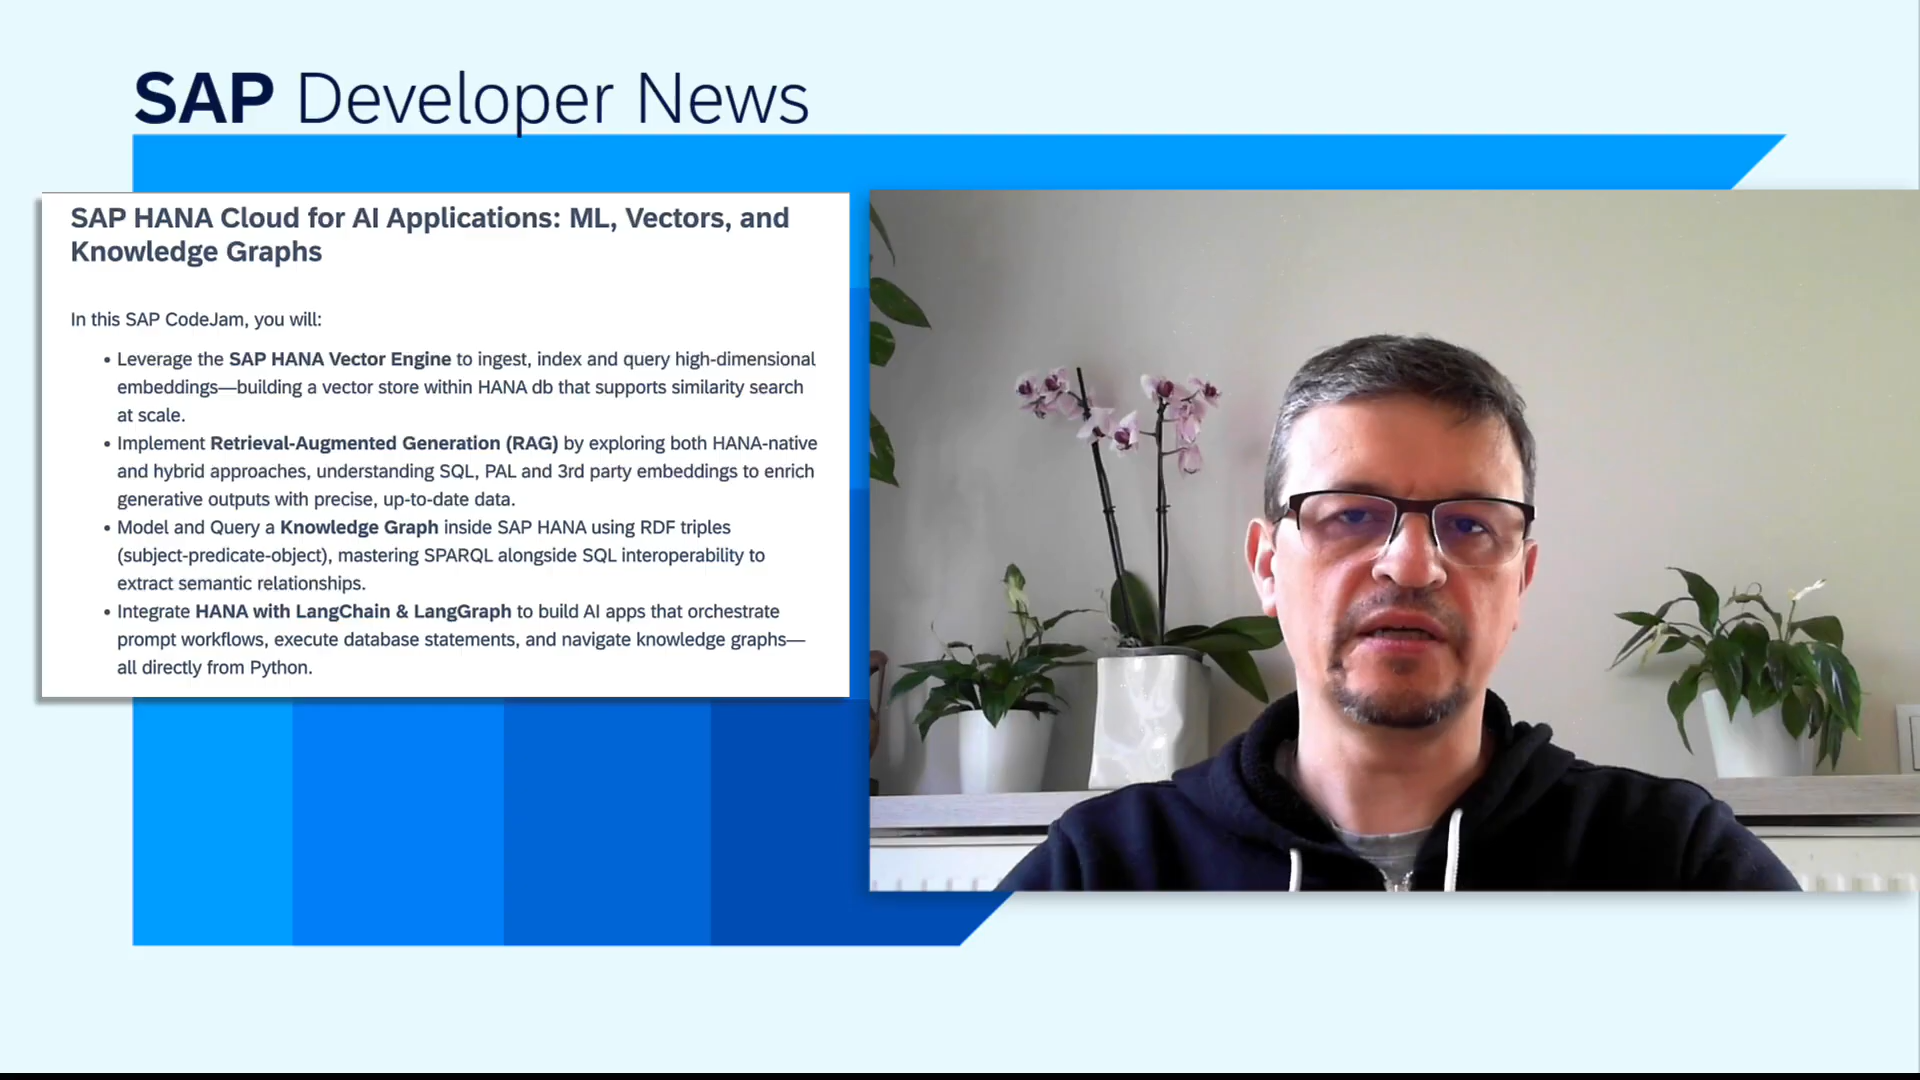 SAP Developer News
SAP HANA Cloud for AI Applications: ML, Vectors, and
Knowledge Graphs
In this SAP CodeJam, you will:
• Leverage the SAP HANA Vector Engine to ingest, index and query high-dimensional
embeddings—building a vector store within HANA db that supports similarity search
at scale.
• Implement Retrieval-Augmented Generation (RAG) by exploring both HANA-native
and hybrid approaches, understanding SQL, PAL and 3rd party embeddings to enrich
generative outputs with precise, up-to-date data.
• Model and Query a Knowledge Graph inside SAP HANA using RDF triples
(subject-predicate-object), mastering SPARQL alongside SQL interoperability to
extract semantic relationships.
• Integrate HANA with LangChain & LangGraph to build AI apps that orchestrate
prompt workflows, execute database statements, and navigate knowledge graphs—
all directly from Python.